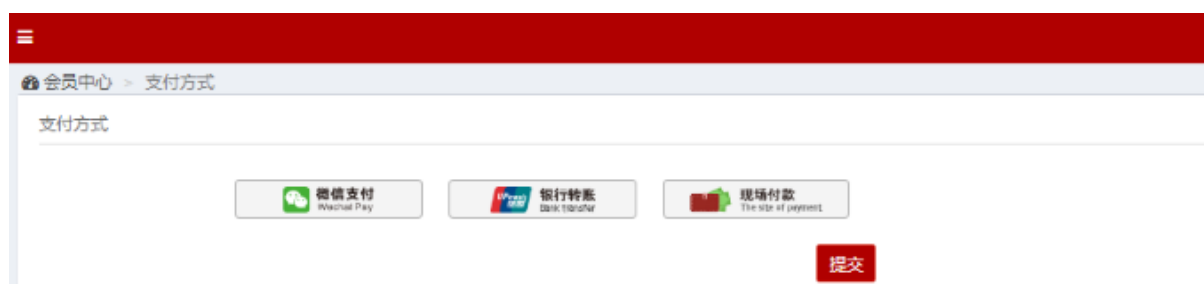 会员中心 > 支付方式
支付方式
微信支付
Wechat Pay
银行转账
Bank transfer
现场付款
The site of payment
提交